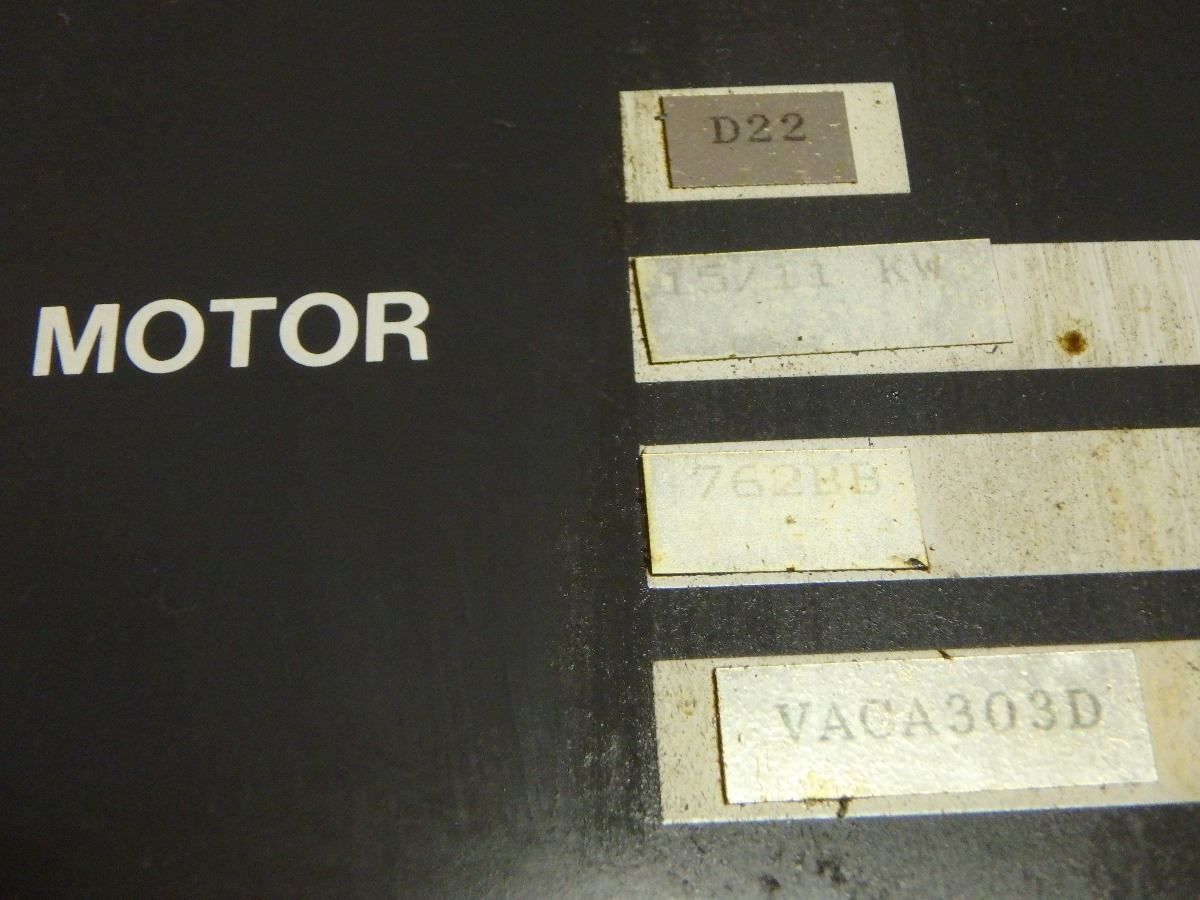 D22
15/11 KW
MOTOR
762BB
VACA303D